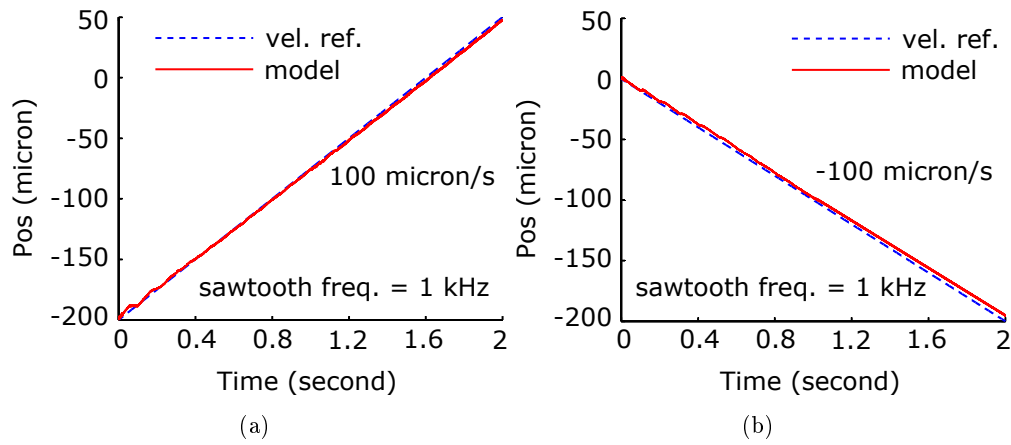 50
0
-50
-100
-150
-200
Pos (micron)
vel. ref.
model
100 micron/s
sawtooth freq. = 1 kHz
0 0.4 0.8 1.2 1.6 2
Time (second)
(a)
50
0
-50
-100
-150
-200
Pos (micron)
vel. ref.
model
-100 micron/s
sawtooth freq. = 1 kHz
0 0.4 0.8 1.2 1.6 2
Time (second)
(b)